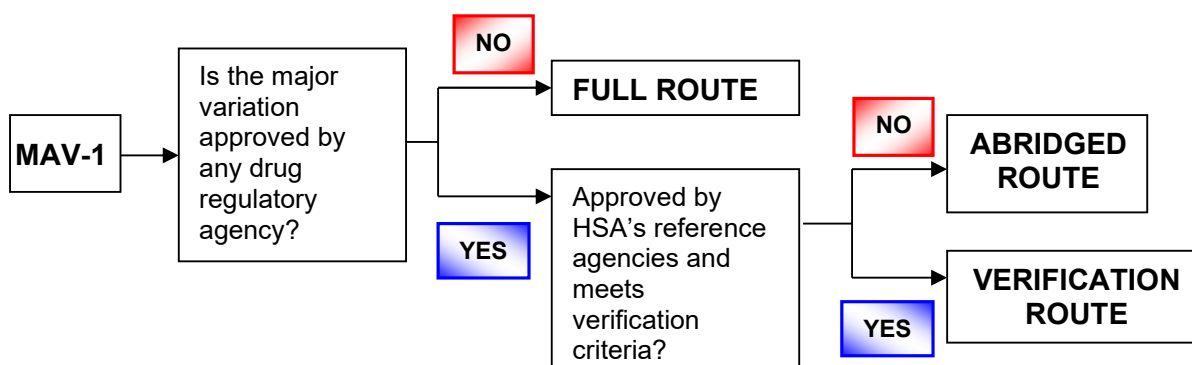 MAV-1
Is the major
variation
approved by
any drug
regulatory
agency?
NO
FULL ROUTE
YES
Approved by
HSA’s reference
agencies and
meets
verification
criteria?
NO
ABRIDGED
ROUTE
YES
VERIFICATION
ROUTE